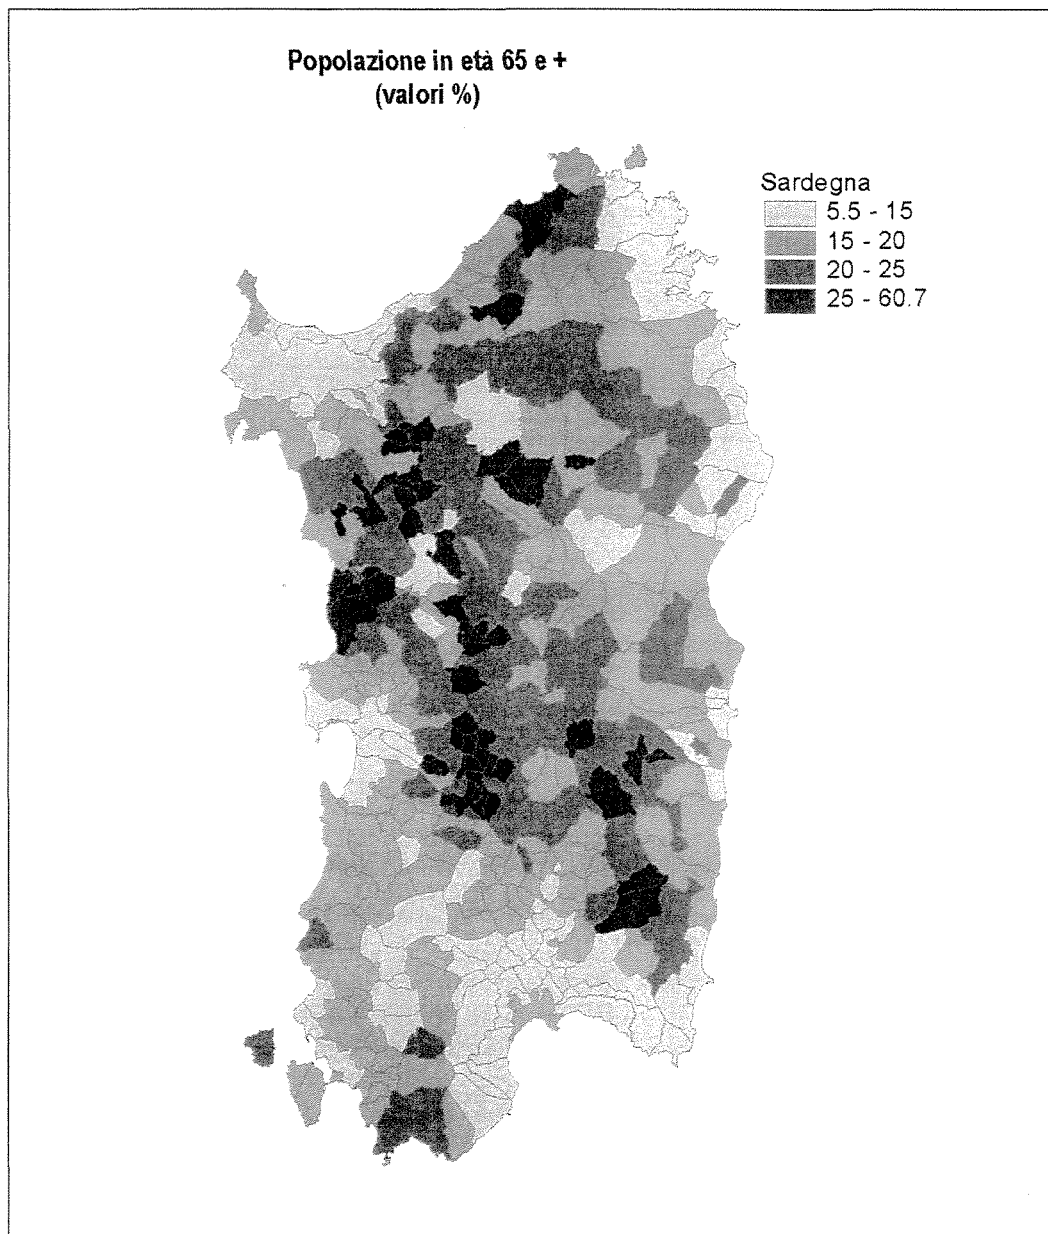 Popolazione in età 65 e +
(valori %)
Sardegna
5.5 - 15
15 - 20
20 - 25
25 - 60.7